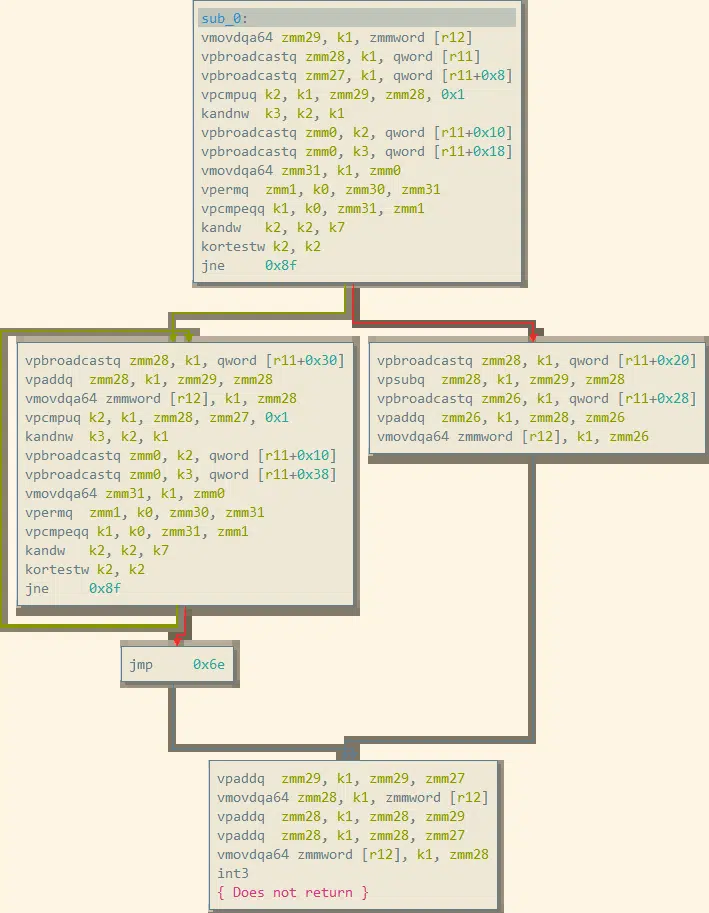 sub_0:
vmovdqa64 zmm29, k1, zmmword [r12]
vpbroadcastq zmm28, k1, qword [r11]
vpbroadcastq zmm27, k1, qword [r11+0x8]
vpcmpuq k2, k1, zmm29, zmm28, 0x1
kandnw k3, k2, k1
vpbroadcastq zmm0, k2, qword [r11+0x10]
vpbroadcastq zmm0, k3, qword [r11+0x18]
vmovdqa64 zmm31, k1, zmm0
vpermq zmm1, k0, zmm30, zmm31
vpcmpeqq k1, k0, zmm31, zmm1
kandw k2, k2, k7
kortestw k2, k2
jne 0x8f
vpbroadcastq zmm28, k1, qword [r11+0x30]
vpaddq zmm28, k1, zmm29, zmm28
vmovdqa64 zmmword [r12], k1, zmm28
vpcmpuq k2, k1, zmm28, zmm27, 0x1
kandnw k3, k2, k1
vpbroadcastq zmm0, k2, qword [r11+0x10]
vpbroadcastq zmm0, k3, qword [r11+0x38]
vmovdqa64 zmm31, k1, zmm0
vpermq zmm1, k0, zmm30, zmm31
vpcmpeqq k1, k0, zmm31, zmm1
kandw k2, k2, k7
kortestw k2, k2
jne 0x8f
vpbroadcastq zmm28, k1, qword [r11+0x20]
vpsubq zmm28, k1, zmm29, zmm28
vpbroadcastq zmm26, k1, qword [r11+0x28]
vpaddq zmm26, k1, zmm28, zmm26
vmovdqa64 zmmword [r12], k1, zmm26
jmp 0x6e
vpaddq zmm29, k1, zmm29, zmm27
vmovdqa64 zmm28, k1, zmmword [r12]
vpaddq zmm28, k1, zmm28, zmm29
vpaddq zmm28, k1, zmm28, zmm27
vmovdqa64 zmmword [r12], k1, zmm28
int3
{ Does not return }